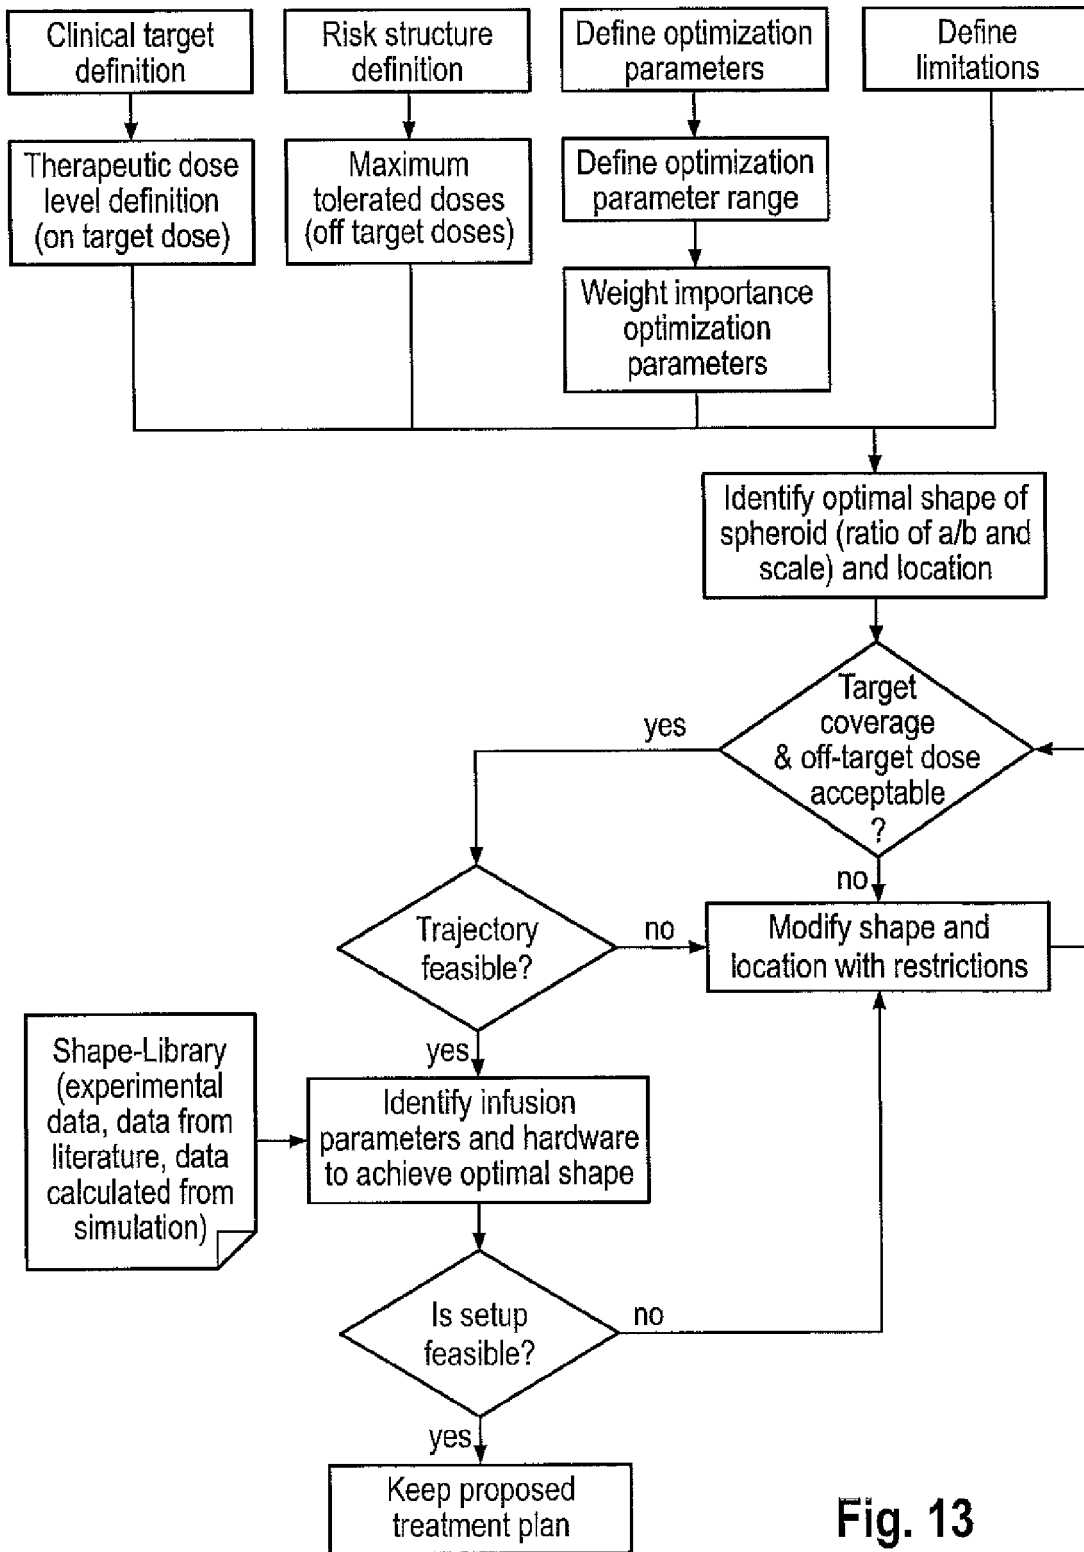 Clinical target
definition
Risk structure
definition
Define optimization
parameters
Define
limitations
Therapeutic dose
level definition
(on target dose)
Maximum
tolerated doses
(off target doses)
Define optimization
parameter range
Weight importance
optimization
parameters
Identify optimal shape of
spheroid (ratio of a/b and
scale) and location
Target
coverage
& off-target dose
acceptable
?
yes
no
Trajectory
feasible?
no
Modify shape and
location with restrictions
yes
Shape-Library
(experimental
data, data from
literature, data
calculated from
simulation)
Identify infusion
parameters and hardware
to achieve optimal shape
Is setup
feasible?
no
yes
Keep proposed
treatment plan
Fig. 13